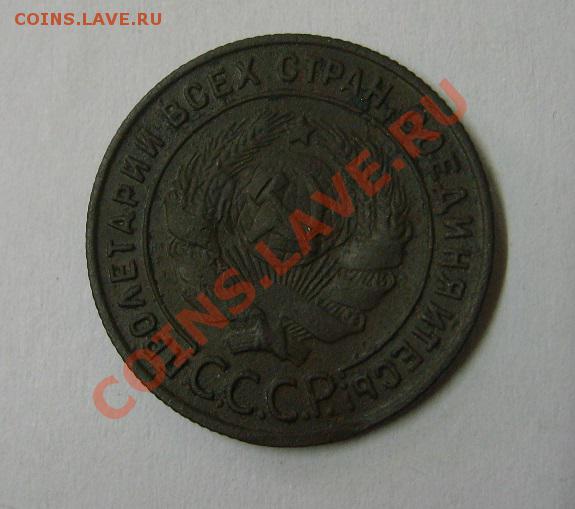 COINS.LAVE.RU
ПРОЛЕТАРИИ ВСЕХ СТРАН, СОЕДИНЯЙТЕСЬ!
С.С.С.Р.
COINS.LAVE.RU